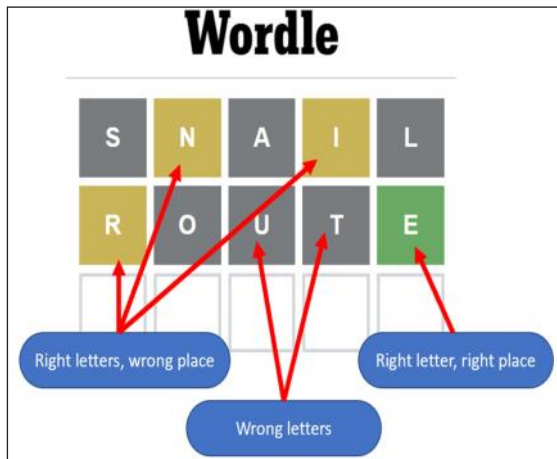 Wordle
S N A I L
R O U T E
Right letters, wrong place
Right letter, right place
Wrong letters